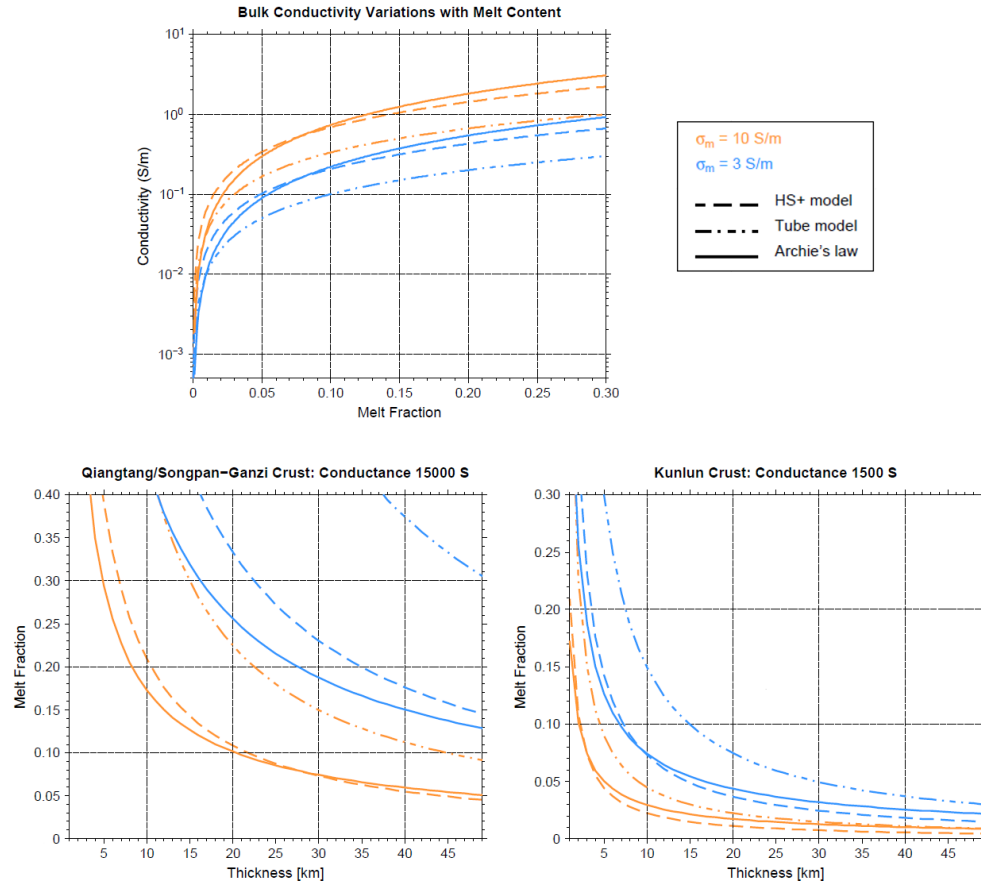 Bulk Conductivity Variations with Melt Content
10¹
10⁰
10⁻¹
10⁻²
10⁻³
Conductivity (S/m)
0 0.05 0.10 0.15 0.20 0.25 0.30
Melt Fraction
σm = 10 S/m
σm = 3 S/m
HS+ model
Tube model
Archie's law
Qiangtang/Songpan−Ganzi Crust: Conductance 15000 S
0.40
0.35
0.30
0.25
0.20
0.15
0.10
0.05
0
Melt Fraction
5 10 15 20 25 30 35 40 45
Thickness [km]
Kunlun Crust: Conductance 1500 S
0.30
0.25
0.20
0.15
0.10
0.05
0
Melt Fraction
5 10 15 20 25 30 35 40 45
Thickness [km]